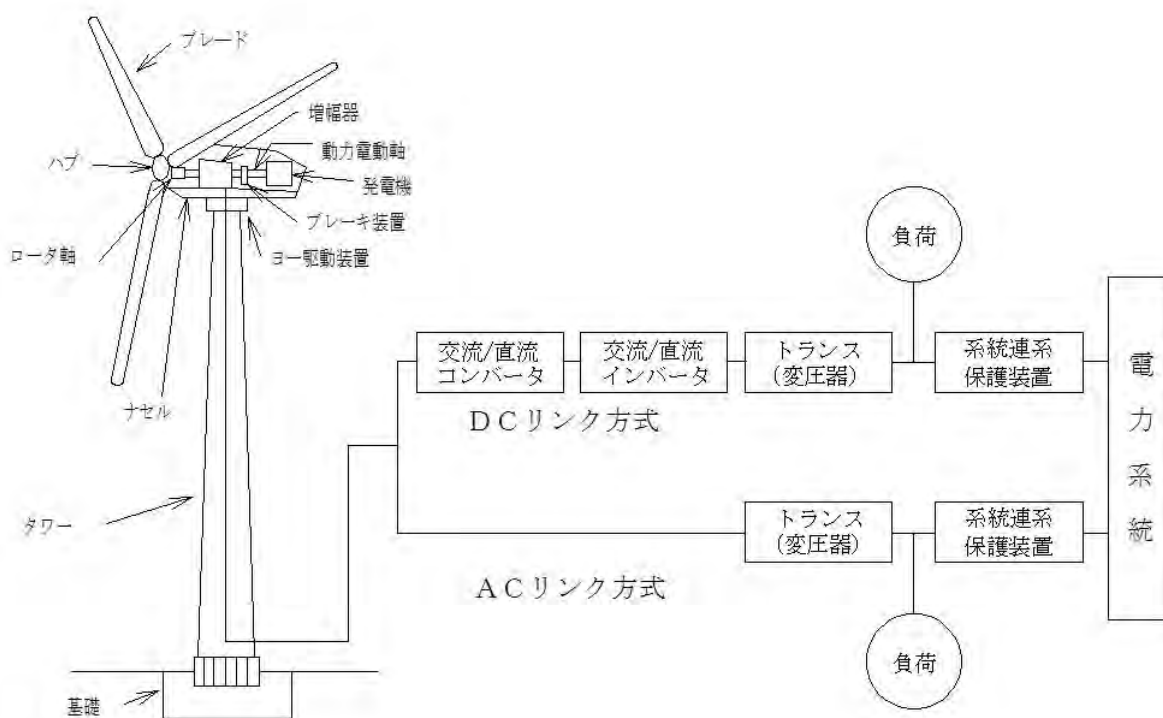 ブレード
増幅器
動力電動軸
ハブ
発電機
ブレーキ装置
ロータ軸
ヨー駆動装置
ナセル
タワー
基礎
負荷
交流/直流
コンバータ
交流/直流
インバータ
トランス
(変圧器)
系統連系
保護装置
DCリンク方式
トランス
(変圧器)
系統連系
保護装置
ACリンク方式
負荷
電力系統